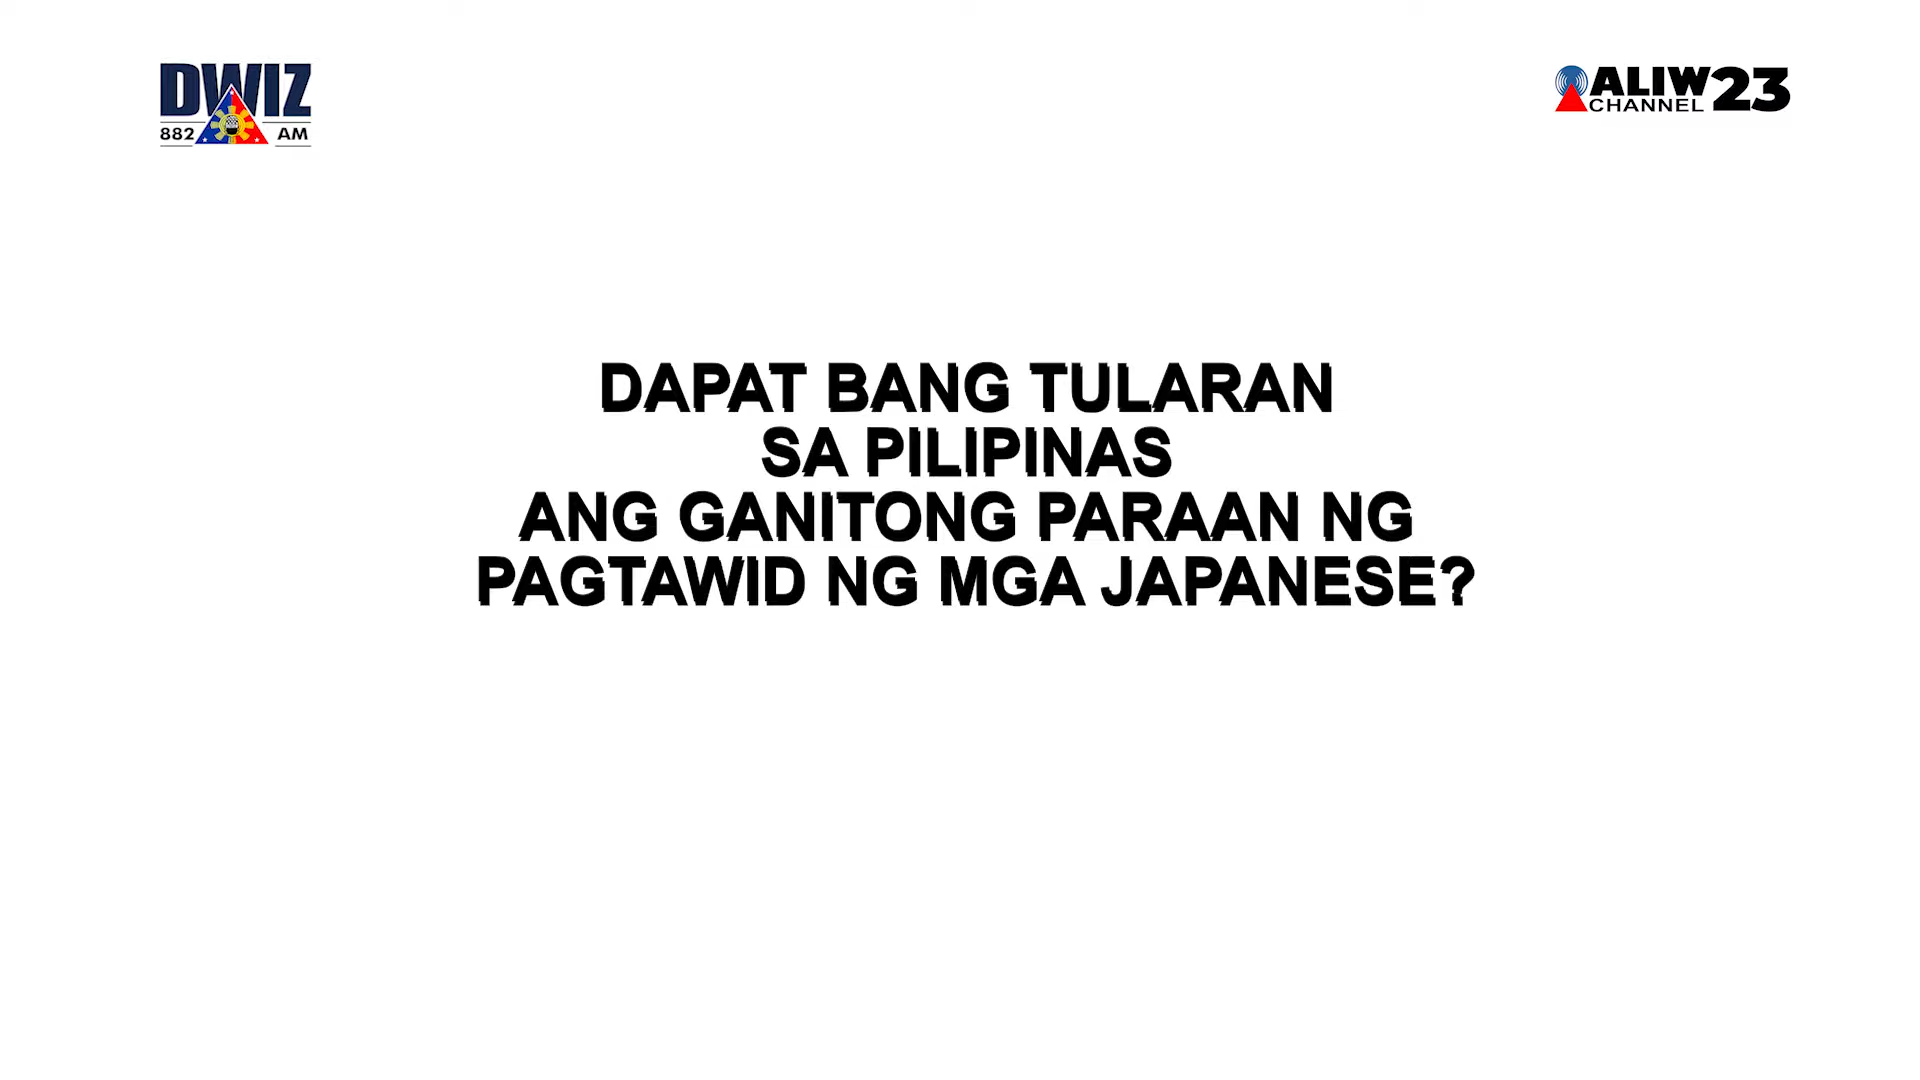 DWIZ
882 AM
ALIW 23
CHANNEL
DAPAT BANG TULARAN
SA PILIPINAS
ANG GANITONG PARAAN NG
PAGTAWID NG MGA JAPANESE?